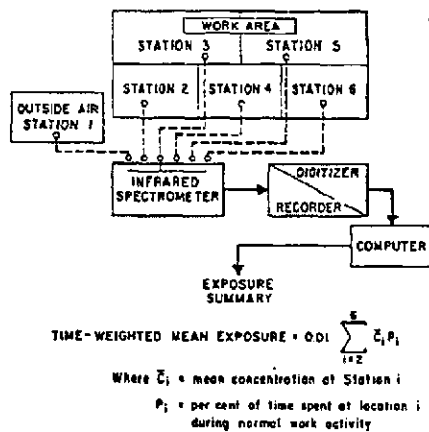 WORK AREA
STATION 3 STATION 5
STATION 2 STATION 4 STATION 6
OUTSIDE AIR
STATION 1
INFRARED
SPECTROMETER
DIGITIZER
RECORDER
COMPUTER
EXPOSURE
SUMMARY
TIME-WEIGHTED MEAN EXPOSURE = 0.01 6 ∑ i=2 C̄i Pi
Where C̄i = mean concentration at Station i
Pi = per cent of time spent at location i
during normal work activity